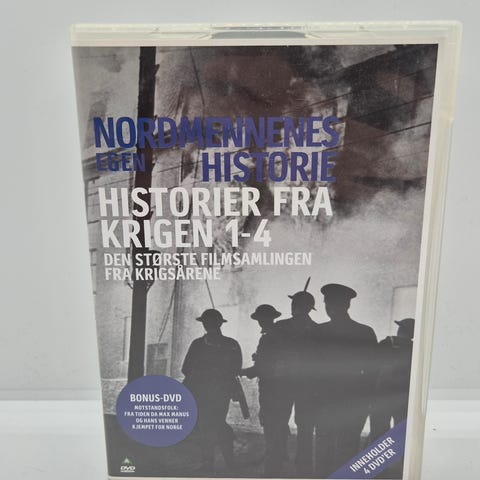 NORDMENNENES
EGEN HISTORIE
HISTORIER FRA
KRIGEN 1-4
DEN STØRSTE FILMSAMLINGEN
FRA KRIGSÅRENE
BONUS-DVD
MOTSTANDSFOLK:
FRA TIDEN DA MAX MANUS
OG HANS VENNER
KJEMPET FOR NORGE
DVD
INNEHOLDER
4 DVD'ER